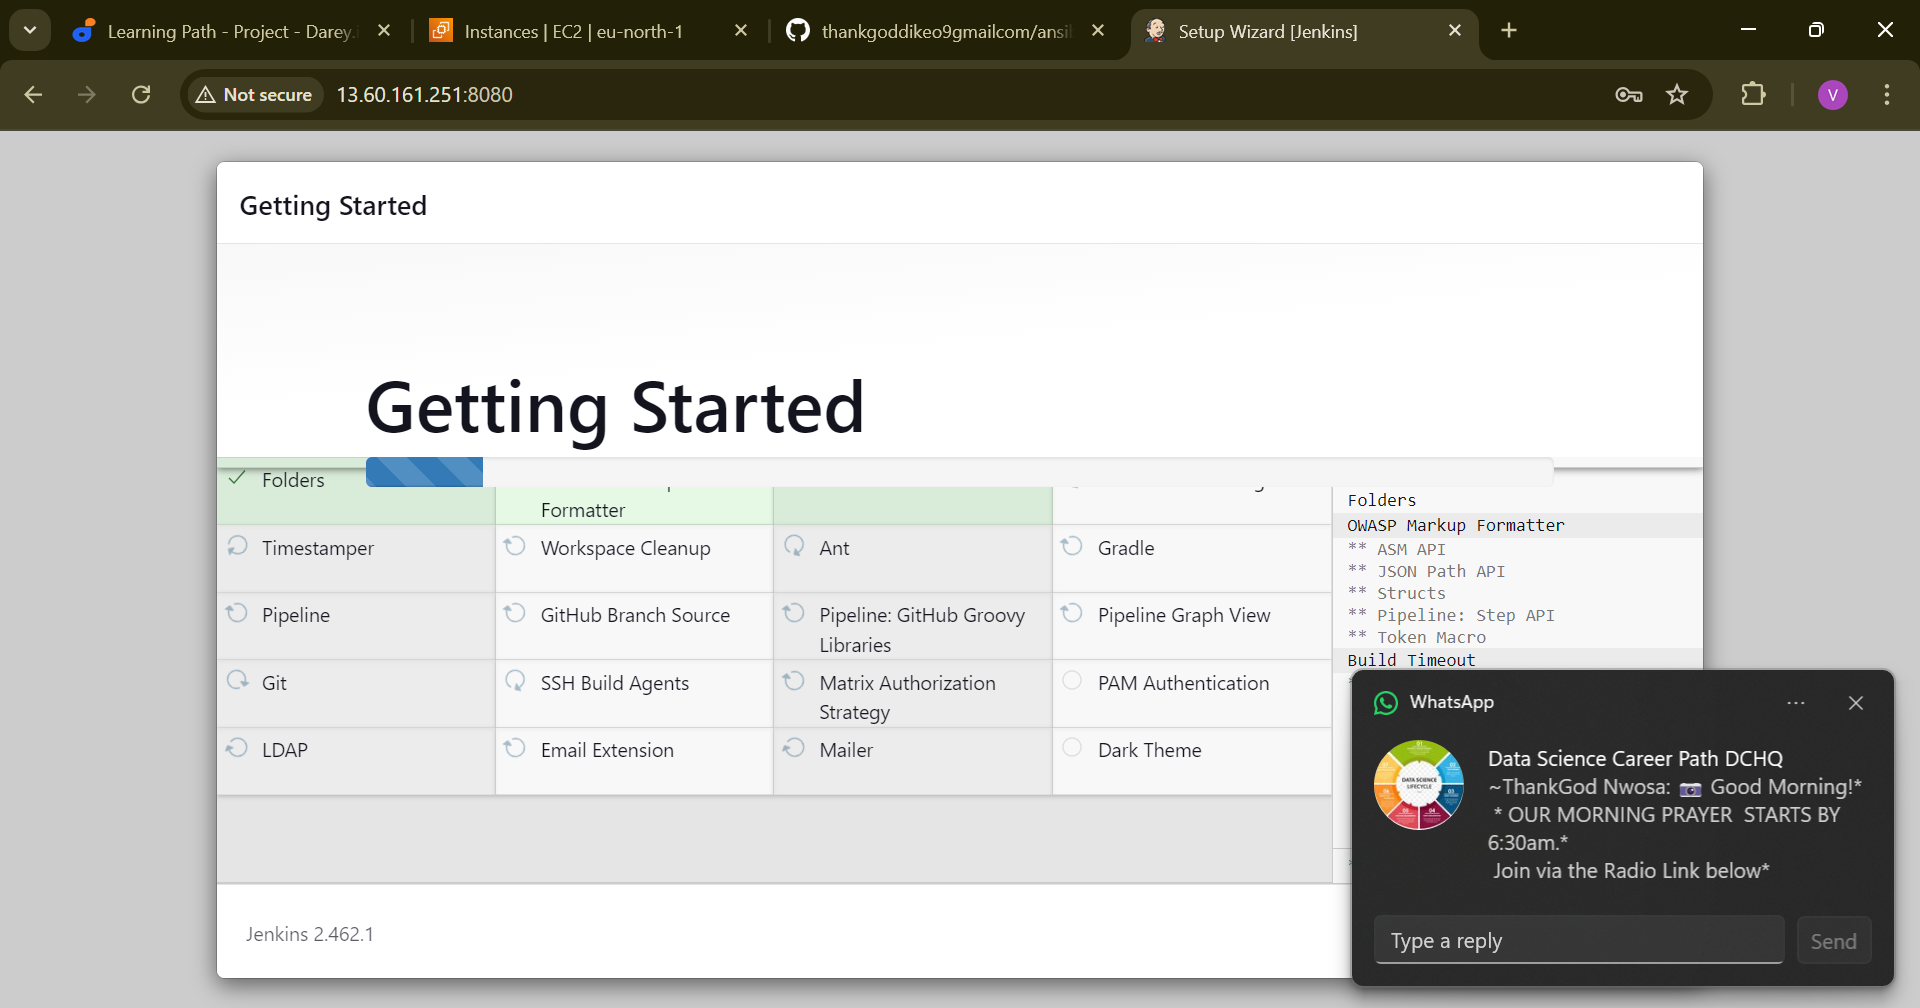 Learning Path - Project - Darey.i
Instances | EC2 | eu-north-1
thankgoddikeo9gmailcom/ansil
Setup Wizard [Jenkins]
Not secure
13.60.161.251:8080
V
Getting Started
Getting Started
Folders
Formatter
Timestamper
Workspace Cleanup
Ant
Gradle
Pipeline
GitHub Branch Source
Pipeline: GitHub Groovy
Libraries
Pipeline Graph View
Git
SSH Build Agents
Matrix Authorization
Strategy
PAM Authentication
LDAP
Email Extension
Mailer
Dark Theme
Folders
OWASP Markup Formatter
** ASM API
** JSON Path API
** Structs
** Pipeline: Step API
** Token Macro
Build Timeout
Jenkins 2.462.1
WhatsApp
DATA SCIENCE
LIFECYCLE
Data Science Career Path DCHQ
~ThankGod Nwosa: 📷 Good Morning!*
* OUR MORNING PRAYER STARTS BY
6:30am.*
Join via the Radio Link below*
Type a reply
Send